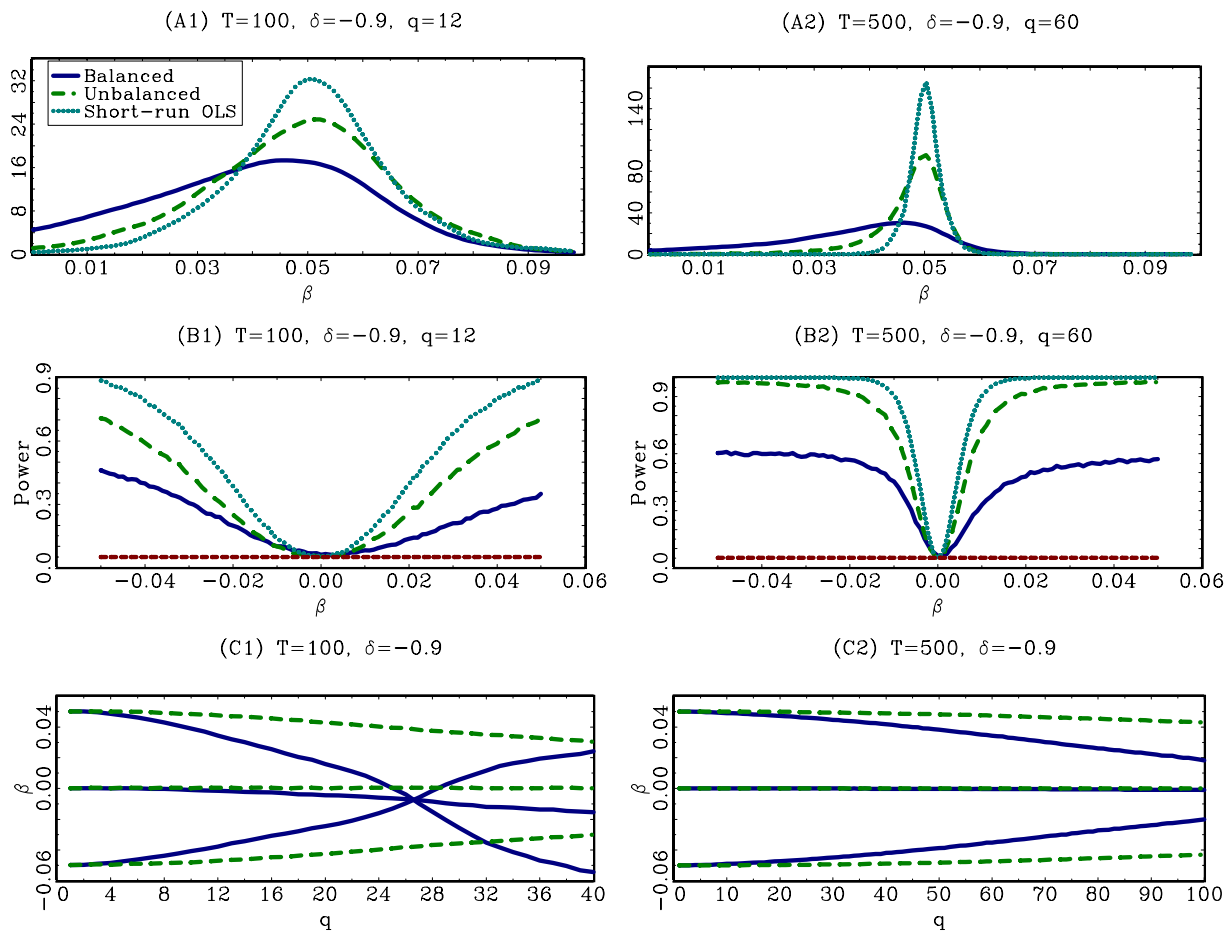 (A1) T=100, δ=−0.9, q=12
(A2) T=500, δ=−0.9, q=60
Balanced
Unbalanced
Short−run OLS
0 8 16 24 32
0.01 0.03 0.05 0.07 0.09
β
0 40 80 140
0.01 0.03 0.05 0.07 0.09
β
(B1) T=100, δ=−0.9, q=12
(B2) T=500, δ=−0.9, q=60
Power
0.0 0.3 0.6 0.9
−0.04 −0.02 0.00 0.02 0.04 0.06
β
Power
0.0 0.3 0.6 0.9
−0.04 −0.02 0.00 0.02 0.04 0.06
β
(C1) T=100, δ=−0.9
(C2) T=500, δ=−0.9
β
−0.06 0.00 0.04
0 4 8 12 16 20 24 28 32 36 40
q
β
−0.06 0.00 0.04
0 10 20 30 40 50 60 70 80 90 100
q